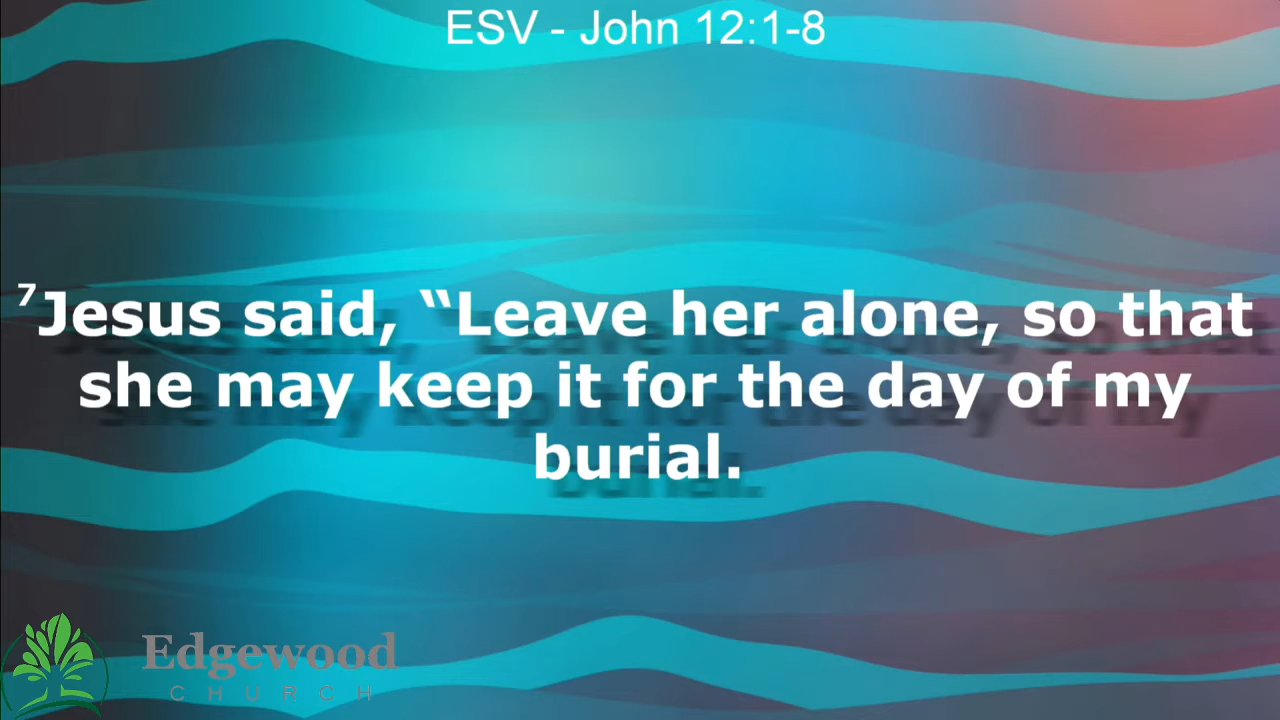 ESV - John 12:1-8
⁷Jesus said, “Leave her alone, so that
she may keep it for the day of my
burial.
Edgewood
CHURCH